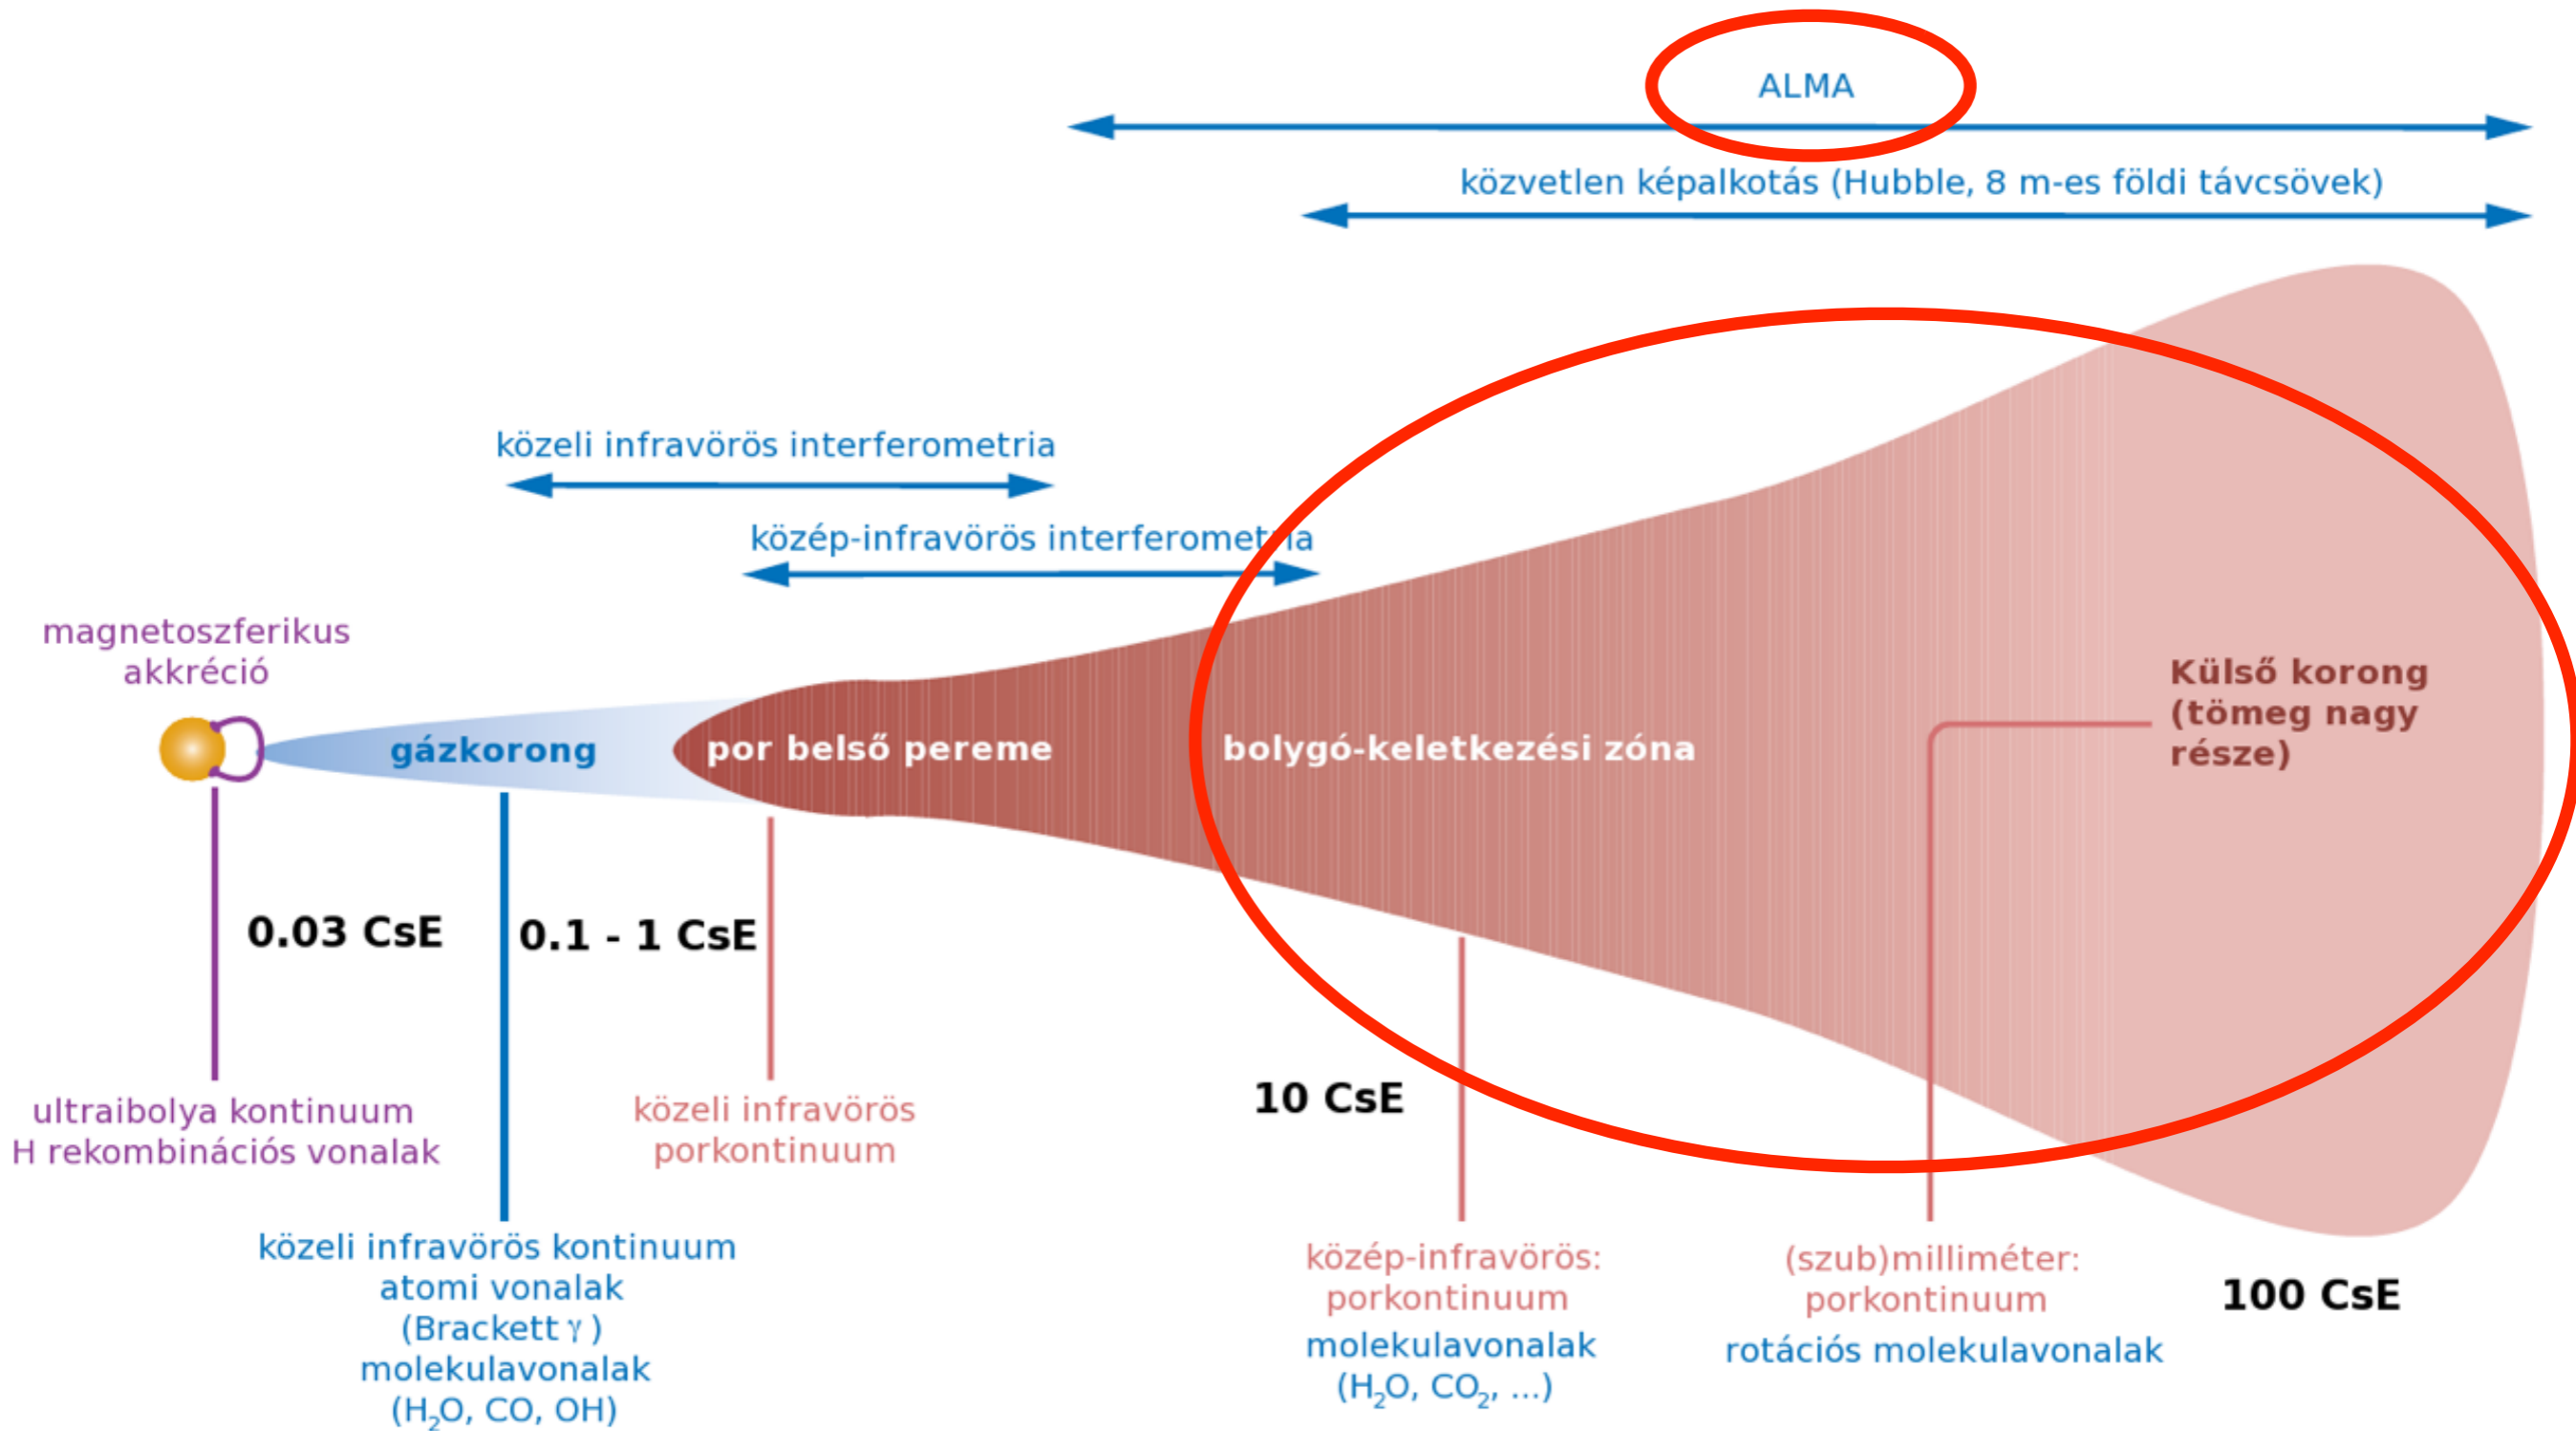 ALMA
közvetlen képalkotás (Hubble, 8 m-es földi távcsövek)
közeli infravörös interferometria
közép-infravörös interferometria
magnetoszferikus
akkréció
gázkorong
por belső pereme
bolygó-keletkezési zóna
Külső korong
(tömeg nagy
része)
0.03 CsE
0.1 - 1 CsE
10 CsE
100 CsE
ultraibolya kontinuum
H rekombinációs vonalak
közeli infravörös
porkontinuum
közeli infravörös kontinuum
atomi vonalak
(Brackett γ )
molekulavonalak
(H₂O, CO, OH)
közép-infravörös:
porkontinuum
molekulavonalak
(H₂O, CO₂, ...)
(szub)milliméter:
porkontinuum
rotációs molekulavonalak